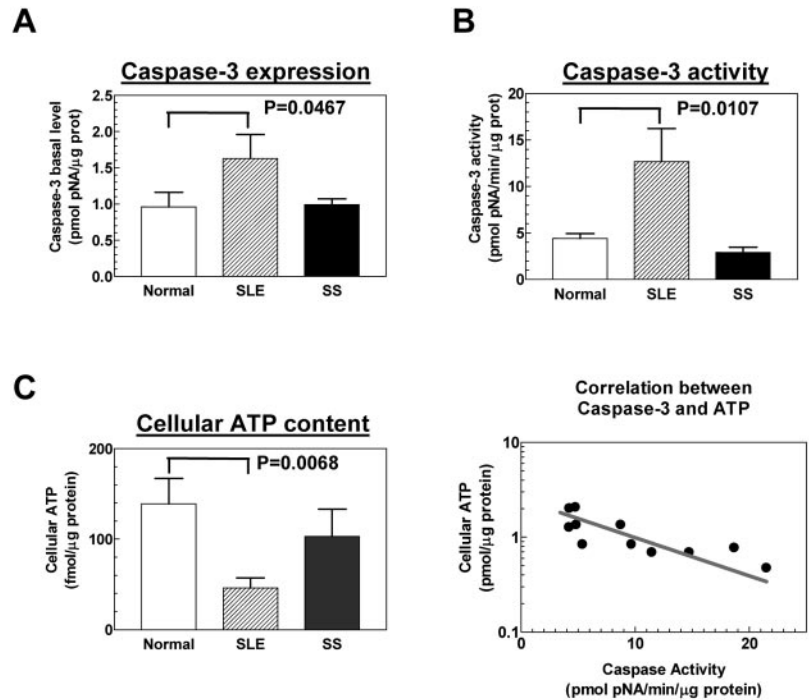 A
Caspase-3 expression
Caspase-3 basal level
(pmol pNA/µg prot)
2.5
2.0
1.5
1.0
0.5
0.0
P=0.0467
Normal SLE SS
B
Caspase-3 activity
Caspase-3 activity
(pmol pNA/min/ µg prot)
20
15
10
5
0
P=0.0107
Normal SLE SS
C
Cellular ATP content
Cellular ATP
(fmol/µg protein)
200
100
0
P=0.0068
Normal SLE SS
Correlation between
Caspase-3 and ATP
Cellular ATP
(pmol/µg protein)
10
1
0.1
0 10 20
Caspase Activity
(pmol pNA/min/µg protein)